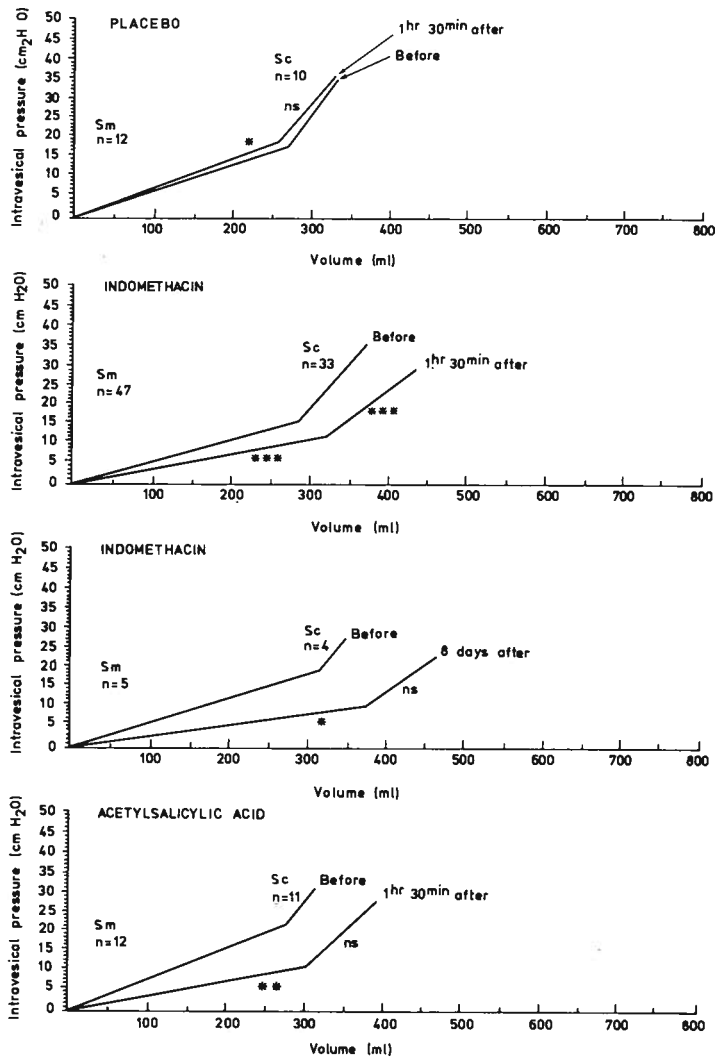 PLACEBO
Intravesical pressure (cm₂H O)
50
45
40
35
30
25
20
15
10
5
0
Sm
n=12
*
Sc
n=10
ns
1hr 30min after
Before
100 200 300 400 500 600 700 800
Volume (ml)
INDOMETHACIN
Intravesical pressure (cm H₂O)
50
45
40
35
30
25
20
15
10
5
0
Sm
n=47
***
Sc
n=33
Before
1hr 30min after
***
100 200 300 400 500 600 700 800
Volume (ml)
INDOMETHACIN
Intravesical pressure (cm H₂O)
50
45
40
35
30
25
20
15
10
5
0
Sm
n=5
*
Sc
n=4
Before
8 days after
ns
100 200 300 400 500 600 700 800
Volume (ml)
ACETYLSALICYLIC ACID
Intravesical pressure (cm H₂O)
50
45
40
35
30
25
20
15
10
5
0
Sm
n=12
**
Sc
n=11
Before
1hr 30min after
ns
100 200 300 400 500 600 700 800
Volume (ml)